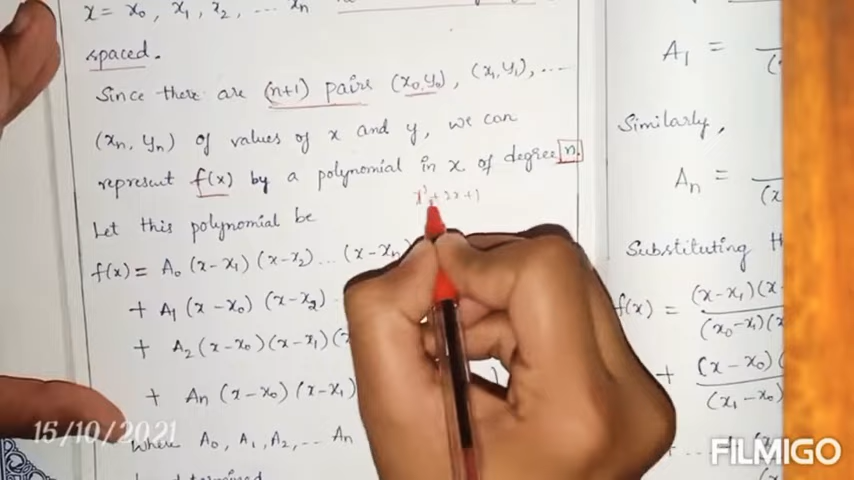 x = x₀, x₁, x₂, ... xₙ
spaced.
Since there are (n+1) pairs (x₀,y₀), (x₁,y₁), ...
(xₙ, yₙ) of values of x and y, we can
represent f(x) by a polynomial in x of degree n.
+ 2x + 1
Let this polynomial be
f(x) = A₀ (x-x₁) (x-x₂) ... (x-xₙ)
+ A₁ (x-x₀) (x-x₂)
+ A₂ (x-x₀) (x-x₁) (x
+ Aₙ (x-x₀) (x-x₁)
where A₀, A₁, A₂, ... Aₙ
A₁ =
Similarly,
Aₙ =
(x
Substituting
f(x) = (x-x₁)(x-
(x₀-x₁)(x
+ (x-x₀)
(x₁-x₀)
+ ...
15/10/2021
FILMIGO